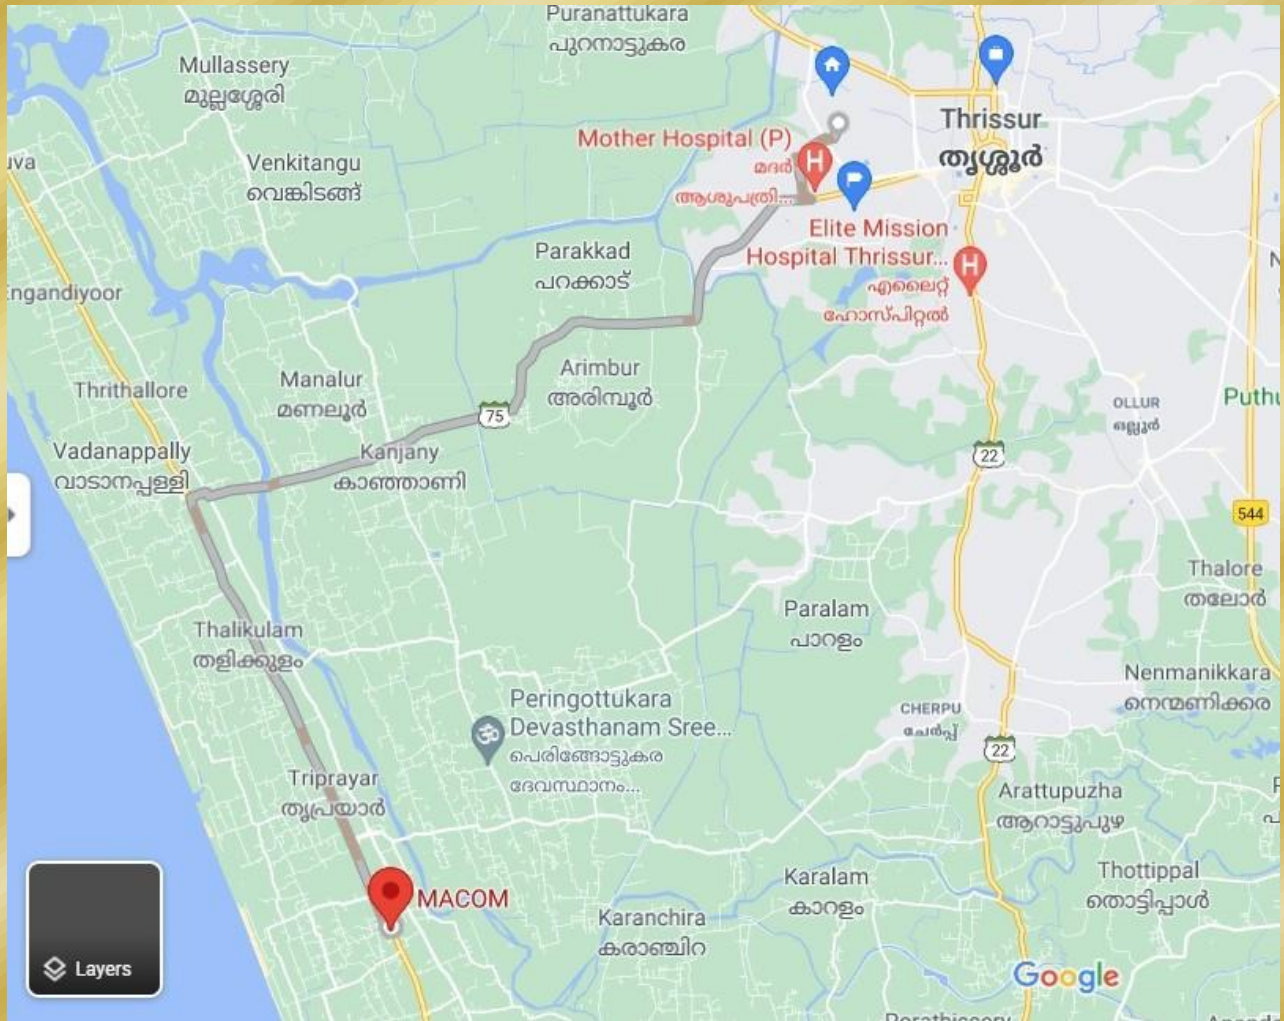 Puranattukara
പുറനാട്ടുകര
Mullassery
മുല്ലശ്ശേരി
Thrissur
തൃശ്ശൂർ
Mother Hospital (P)
മദർ
ആശുപത്രി...
Venkitangu
വെങ്കിടങ്ങ്
Elite Mission
Hospital Thrissur...
എലൈറ്റ്
ഹോസ്പിറ്റൽ
Parakkad
പറക്കാട്
Engandiyoor
Arimbur
അരിമ്പൂർ
Thrithallore
Manalur
മണലൂർ
75
OLLUR
ഒല്ലൂർ
Vadanappally
വാടാനപ്പള്ളി
Kanjany
കാഞ്ഞാണി
22
544
Thalore
തലോർ
Paralam
പാറളം
Thalikulam
തളിക്കുളം
Nenmanikkara
നെന്മണിക്കര
Peringottukara
Devasthanam Sree...
പെരിങ്ങോട്ടുകര
ദേവസ്ഥാനം...
CHERPU
ചേർപ്പ്
22
Triprayar
തൃപ്രയാർ
Arattupuzha
ആറാട്ടുപുഴ
Karalam
കാറളം
Thottippal
തൊട്ടിപ്പാൾ
MACOM
Karanchira
കരാഞ്ചിറ
Layers
Google